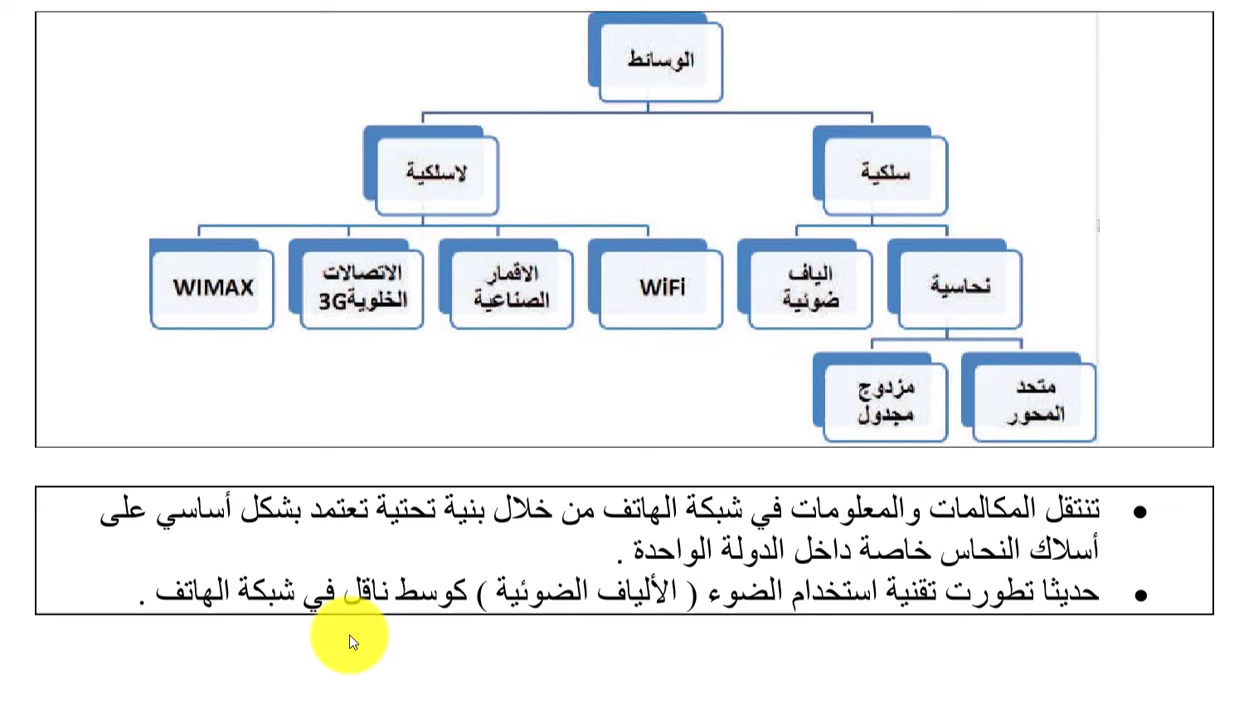 الوسائط
سلكية
لاسلكية
نحاسية
الياف
ضوئية
WiFi
الاقمار
الصناعية
الاتصالات
الخلوية3G
WIMAX
متحد
المحور
مزدوج
مجدول
• تنتقل المكالمات والمعلومات في شبكة الهاتف من خلال بنية تحتية تعتمد بشكل أساسي على
أسلاك النحاس خاصة داخل الدولة الواحدة .
• حديثا تطورت تقنية استخدام الضوء ( الألياف الضوئية ) كوسط ناقل في شبكة الهاتف .